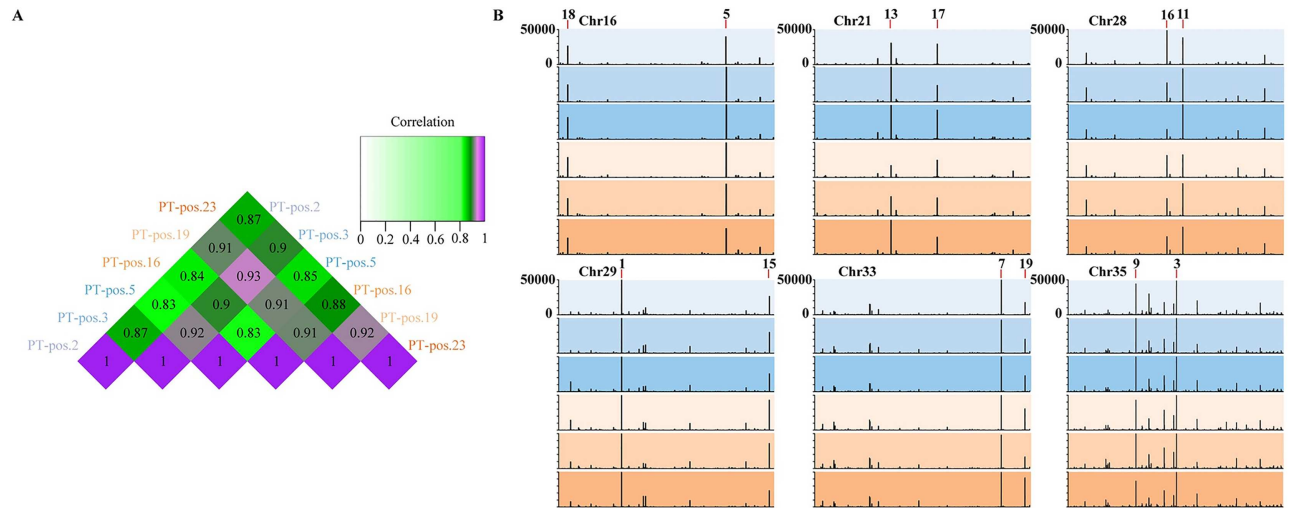 A
B
18 Chr16 5
Chr21 13 17
Chr28 16 11
50000
0
50000
0
50000
0
Correlation
0 0.2 0.4 0.6 0.8 1
PT-pos.23 0.87 PT-pos.2
PT-pos.19 0.91 0.9 PT-pos.3
PT-pos.16 0.84 0.93 0.85 PT-pos.5
PT-pos.5 0.83 0.9 0.91 0.88 PT-pos.16
PT-pos.3 0.87 0.92 0.83 0.91 0.92 PT-pos.19
PT-pos.2 1 1 1 1 1 1 PT-pos.23
Chr29 1 15
Chr33 7 19
Chr35 9 3
50000
0
50000
0
50000
0